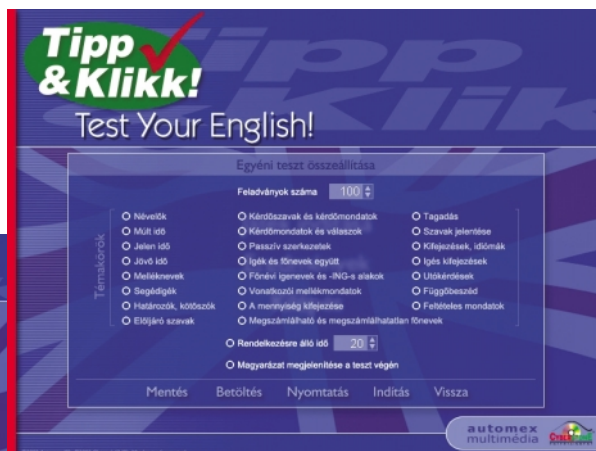 Tipp
& Klikk!
Test Your English!
Egyéni teszt összeállítása
Feladványok száma 100
Témakörök
Névelők
Múlt idő
Jelen idő
Jövő idő
Melléknevek
Segédigék
Határozók, kötőszók
Elöljáró szavak
Kérdőszavak és kérdőmondatok
Kérdőmondatok és válaszok
Passzív szerkezetek
Igék és főnevek együtt
Főnévi igenevek és -ING-s alakok
Vonatkozói mellékmondatok
A mennyiség kifejezése
Megszámlálható és megszámlálhatatlan főnevek
Tagadás
Szavak jelentése
Kifejezések, idiómák
Igés kifejezések
Utókérdések
Függőbeszéd
Feltételes mondatok
Rendelkezésre álló idő 20
Magyarázat megjelenítése a teszt végén
Mentés Betöltés Nyomtatás Indítás Vissza
automex
multimédia